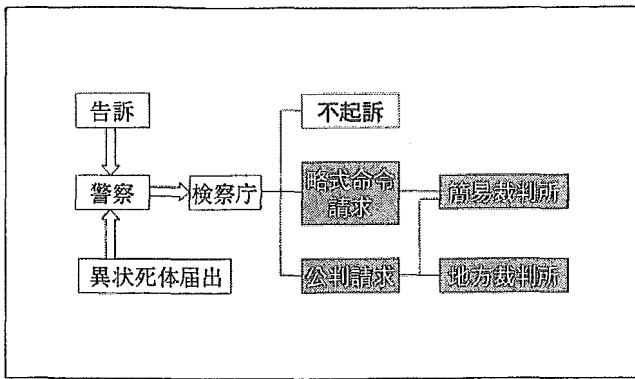 告訴
不起訴
警察
検察庁
略式命令
請求
簡易裁判所
異状死体届出
公判請求
地方裁判所